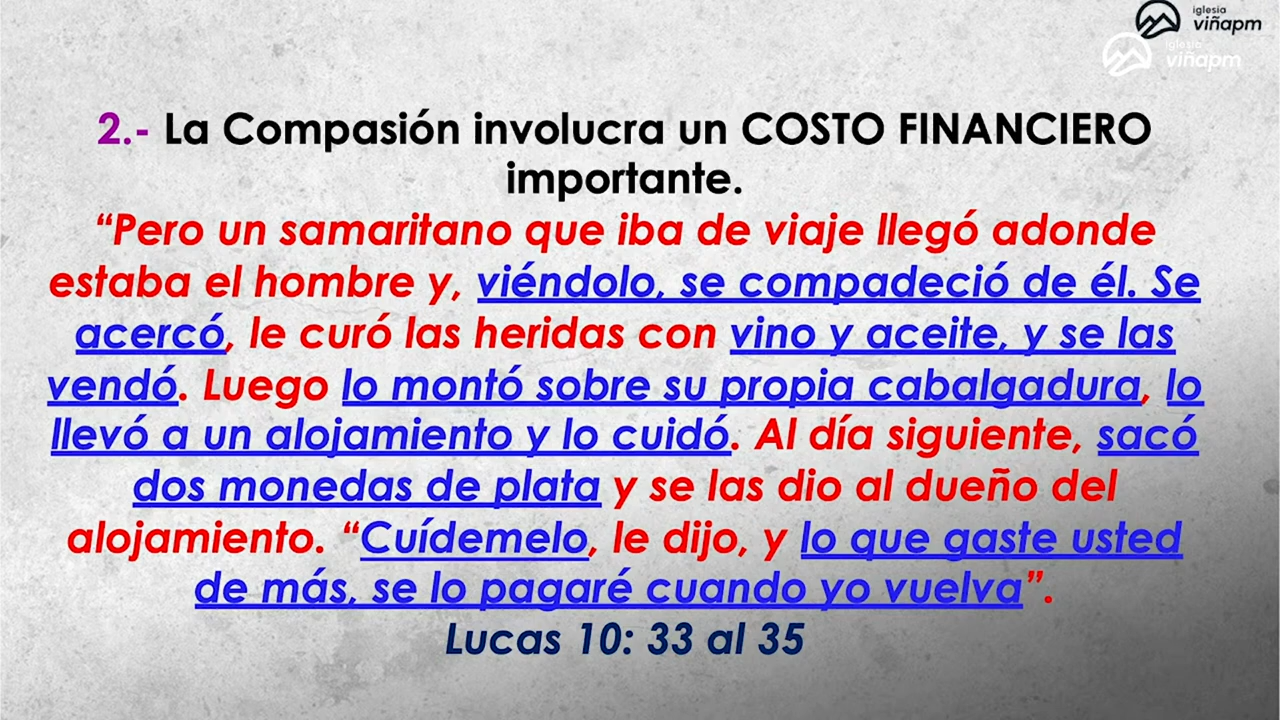 iglesia
viñapm
iglesia
viñapm
2.- La Compasión involucra un COSTO FINANCIERO
importante.
“Pero un samaritano que iba de viaje llegó adonde
estaba el hombre y, viéndolo, se compadeció de él. Se
acercó, le curó las heridas con vino y aceite, y se las
vendó. Luego lo montó sobre su propia cabalgadura, lo
llevó a un alojamiento y lo cuidó. Al día siguiente, sacó
dos monedas de plata y se las dio al dueño del
alojamiento. “Cuídemelo, le dijo, y lo que gaste usted
de más, se lo pagaré cuando yo vuelva”.
Lucas 10: 33 al 35